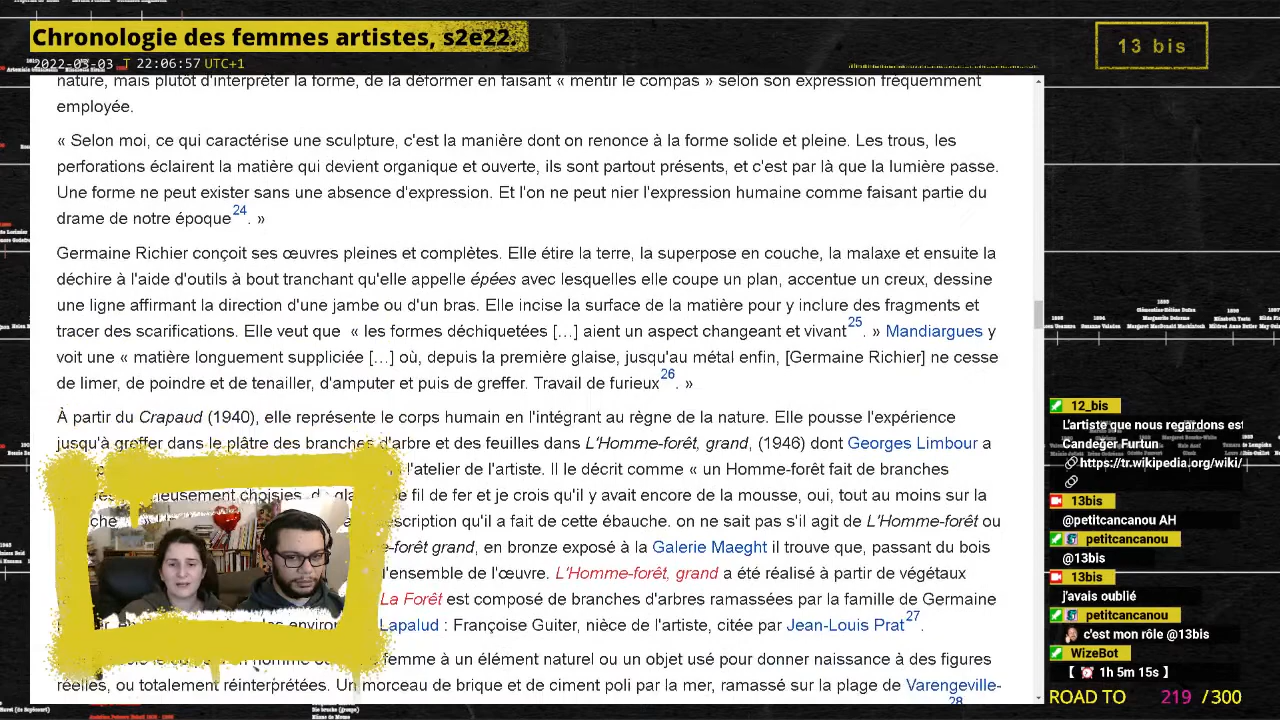 Chronologie des femmes artistes, s2e22.
2022-03-03 T 22:06:57 UTC+1
13 bis
nature, mais plutôt d'interpréter la forme, de la déformer en faisant « mentir le compas » selon son expression fréquemment
employée.
« Selon moi, ce qui caractérise une sculpture, c'est la manière dont on renonce à la forme solide et pleine. Les trous, les
perforations éclairent la matière qui devient organique et ouverte, ils sont partout présents, et c'est par là que la lumière passe.
Une forme ne peut exister sans une absence d'expression. Et l'on ne peut nier l'expression humaine comme faisant partie du
drame de notre époque24. »
Germaine Richier conçoit ses œuvres pleines et complètes. Elle étire la terre, la superpose en couche, la malaxe et ensuite la
déchire à l'aide d'outils à bout tranchant qu'elle appelle épées avec lesquelles elle coupe un plan, accentue un creux, dessine
une ligne affirmant la direction d'une jambe ou d'un bras. Elle incise la surface de la matière pour y inclure des fragments et
tracer des scarifications. Elle veut que « les formes déchiquetées [...] aient un aspect changeant et vivant25. » Mandiargues y
voit une « matière longuement suppliciée [...] où, depuis la première glaise, jusqu'au métal enfin, [Germaine Richier] ne cesse
de limer, de poindre et de tenailler, d'amputer et puis de greffer. Travail de furieux26. »
À partir du Crapaud (1940), elle représente le corps humain en l'intégrant au règne de la nature. Elle pousse l'expérience
jusqu'à greffer dans le plâtre des branches d'arbre et des feuilles dans L'Homme-forêt, grand, (1946) dont Georges Limbour a
l'atelier de l'artiste. Il le décrit comme « un Homme-forêt fait de branches
choisies, de fil de fer et je crois qu'il y avait encore de la mousse, oui, tout au moins sur la
description qu'il a fait de cette ébauche. on ne sait pas s'il agit de L'Homme-forêt ou
forêt grand, en bronze exposé à la Galerie Maeght il trouve que, passant du bois
l'ensemble de l'œuvre. L'Homme-forêt, grand a été réalisé à partir de végétaux
La Forêt est composé de branches d'arbres ramassées par la famille de Germaine
les environ Lapalud : Françoise Guiter, nièce de l'artiste, citée par Jean-Louis Prat27.
femme à un élément naturel ou un objet usé pour donner naissance à des figures
réelles, ou totalement réinterprétées. Un morceau de brique et de ciment poli par la mer, ramassé sur la plage de Varengeville-
28
12_bis
L'artiste que nous regardons est
Candeğer Furtun
https://tr.wikipedia.org/wiki/
13bis
@petitcancanou AH
petitcancanou
@13bis
13bis
j'avais oublié
petitcancanou
c'est mon rôle @13bis
WizeBot
【 ⏰ 1h 5m 15s 】
ROAD TO 219 / 300